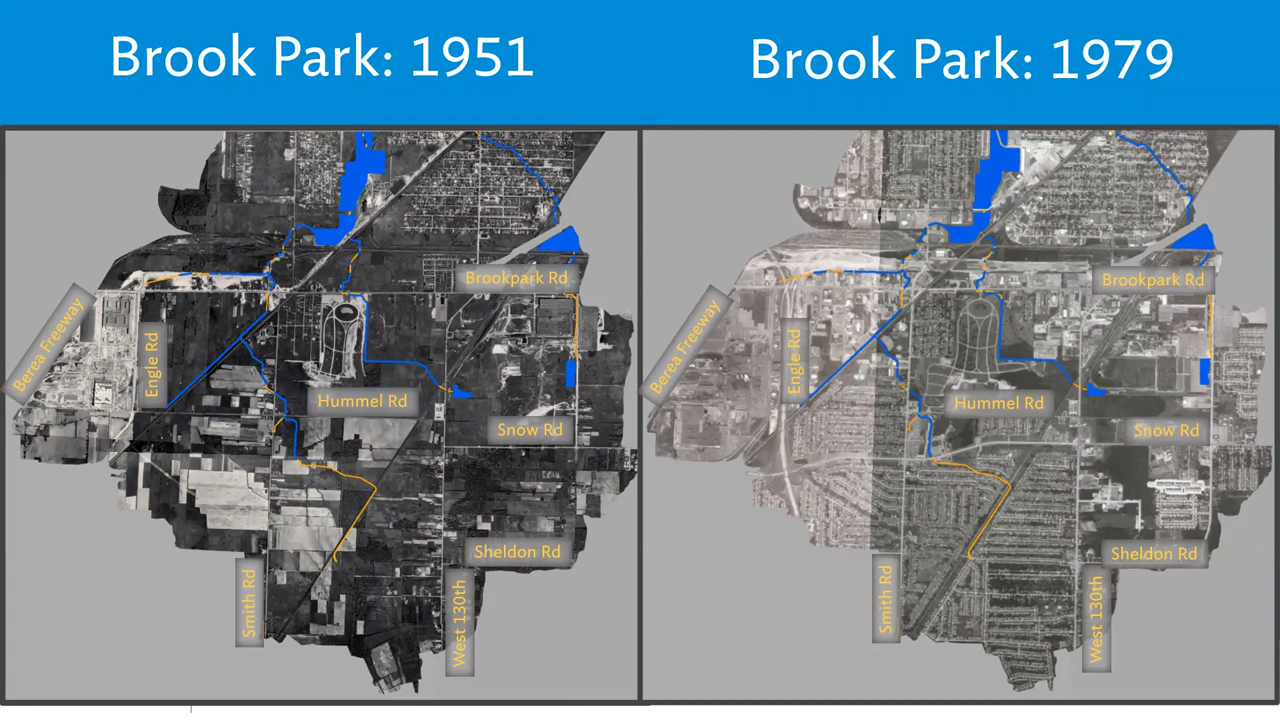 Brook Park: 1951
Brookpark Rd
Berea Freeway
Engle Rd
Hummel Rd
Snow Rd
Sheldon Rd
Smith Rd
West 130th
Brook Park: 1979
Brookpark Rd
Berea Freeway
Engle Rd
Hummel Rd
Snow Rd
Sheldon Rd
Smith Rd
West 130th